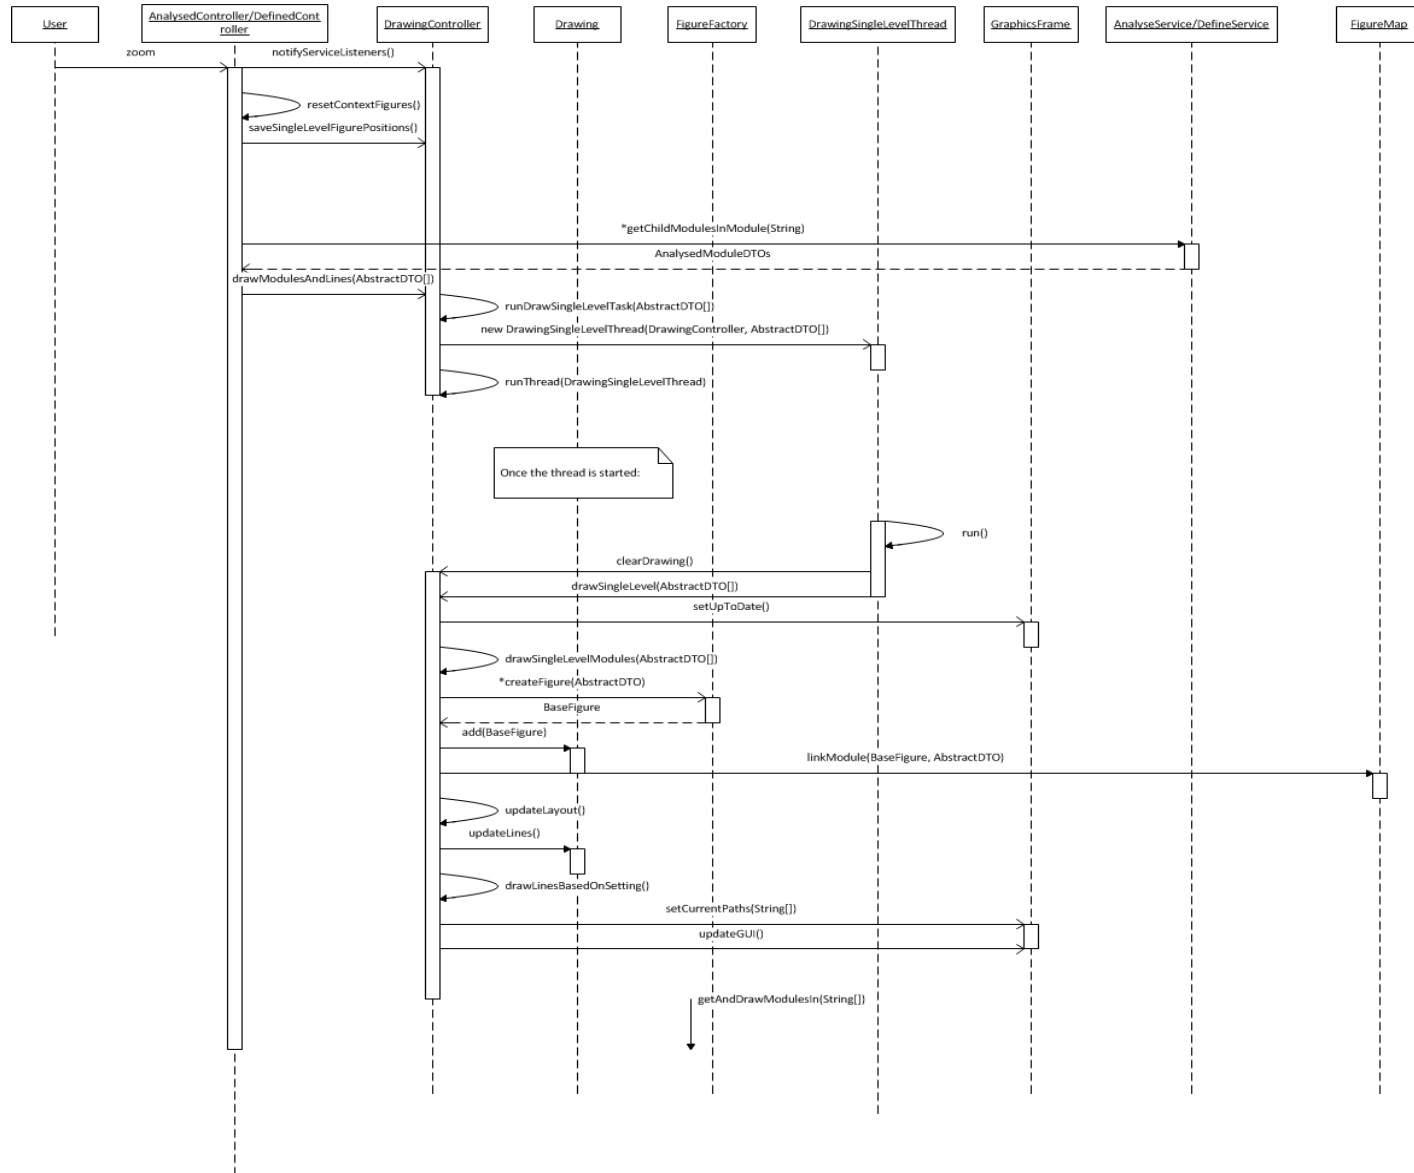 User
AnalysedController/DefinedCont
roller
DrawingController
Drawing
FigureFactory
DrawingSingleLevelThread
GraphicsFrame
AnalyseService/DefineService
FigureMap
zoom
notifyServiceListeners()
resetContextFigures()
saveSingleLevelFigurePositions()
*getChildModulesInModule(String)
AnalysedModuleDTOs
drawModulesAndLines(AbstractDTO[])
runDrawSingleLevelTask(AbstractDTO[])
new DrawingSingleLevelThread(DrawingController, AbstractDTO[])
runThread(DrawingSingleLevelThread)
Once the thread is started:
run()
clearDrawing()
drawSingleLevel(AbstractDTO[])
setUpToDate()
drawSingleLevelModules(AbstractDTO[])
*createFigure(AbstractDTO)
BaseFigure
add(BaseFigure)
linkModule(BaseFigure, AbstractDTO)
updateLayout()
updateLines()
drawLinesBasedOnSetting()
setCurrentPaths(String[])
updateGUI()
getAndDrawModulesIn(String[])